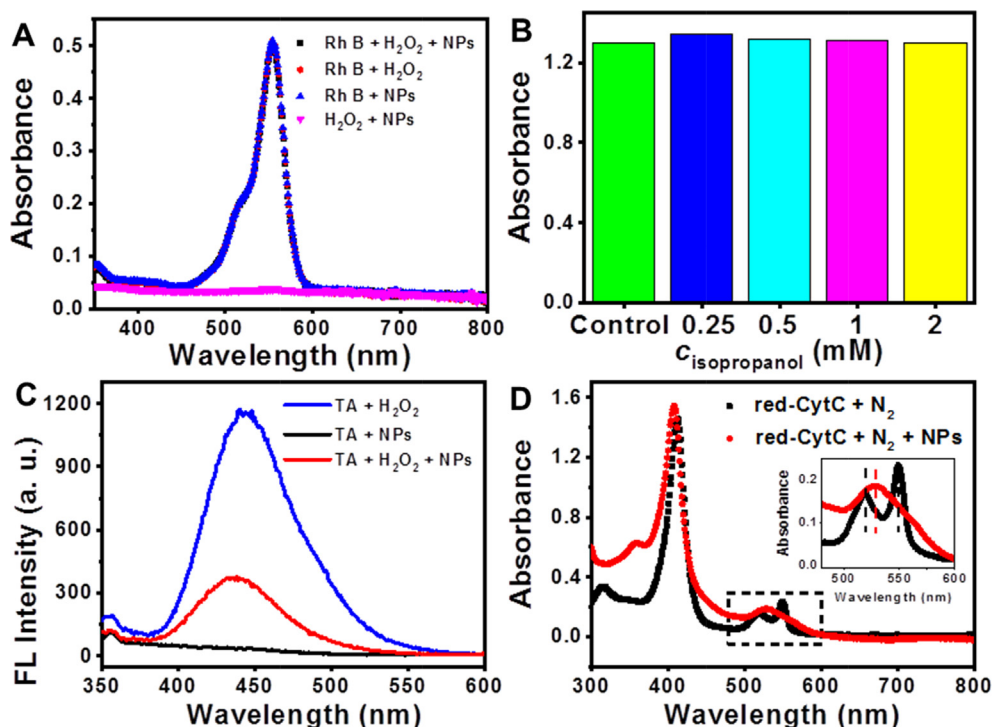 A
Absorbance
0.5
0.4
0.3
0.2
0.1
0.0
Rh B + H₂O₂ + NPs
Rh B + H₂O₂
Rh B + NPs
H₂O₂ + NPs
400 500 600 700 800
Wavelength (nm)
B
Absorbance
1.2
0.8
0.4
0.0
Control 0.25 0.5 1 2
c isopropanol (mM)
C
FL Intensity (a. u.)
1200
900
600
300
0
TA + H₂O₂
TA + NPs
TA + H₂O₂ + NPs
350 400 450 500 550 600
Wavelength (nm)
D
Absorbance
1.6
1.2
0.8
0.4
0.0
red-CytC + N₂
red-CytC + N₂ + NPs
Absorbance
0.2
0.1
0.0
500 550 600
Wavelength (nm)
300 400 500 600 700 800
Wavelength (nm)